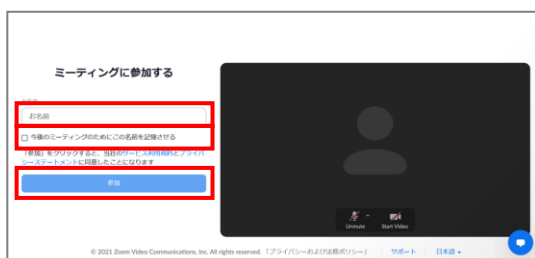 ミーティングに参加する
お名前
お名前
今後のミーティングのためにこの名前を記憶させる
「参加」をクリックすると、当社のサービス利用規約とプライバ
シーステートメントに同意したことになります
参加
Unmute Start Video
© 2021 Zoom Video Communications, Inc. All rights reserved. 「プライバシーおよび法務ポリシー」 サポート 日本語